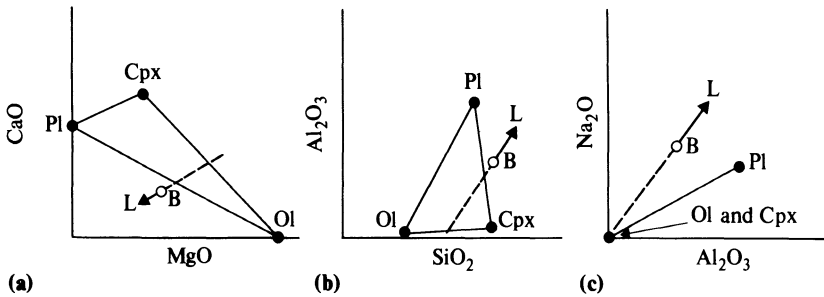 CaO
Pl
Cpx
L
B
Ol
MgO
(a)
Al₂O₃
Pl
L
B
Ol
Cpx
SiO₂
(b)
Na₂O
L
B
Pl
Ol and Cpx
Al₂O₃
(c)